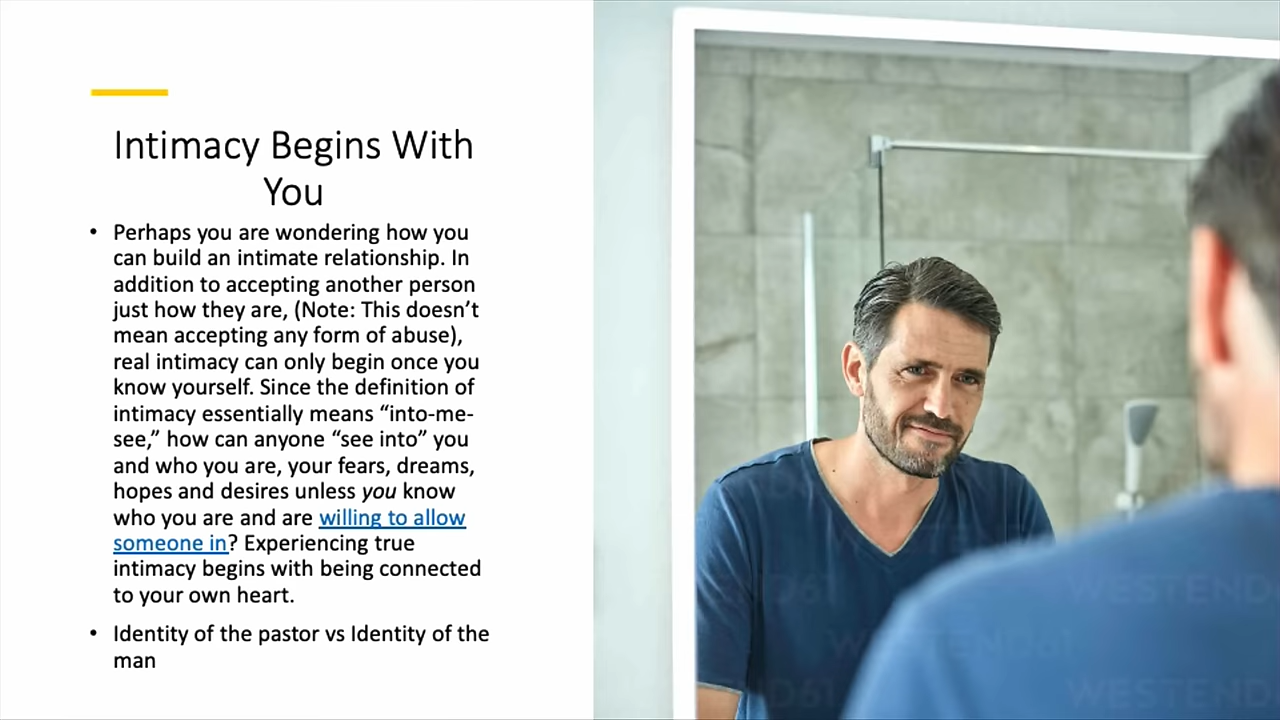 Intimacy Begins With
You
• Perhaps you are wondering how you
can build an intimate relationship. In
addition to accepting another person
just how they are, (Note: This doesn’t
mean accepting any form of abuse),
real intimacy can only begin once you
know yourself. Since the definition of
intimacy essentially means “into-me-
see,” how can anyone “see into” you
and who you are, your fears, dreams,
hopes and desires unless you know
who you are and are willing to allow
someone in? Experiencing true
intimacy begins with being connected
to your own heart.
• Identity of the pastor vs Identity of the
man
WESTEND
WESTEND61
WESTEND